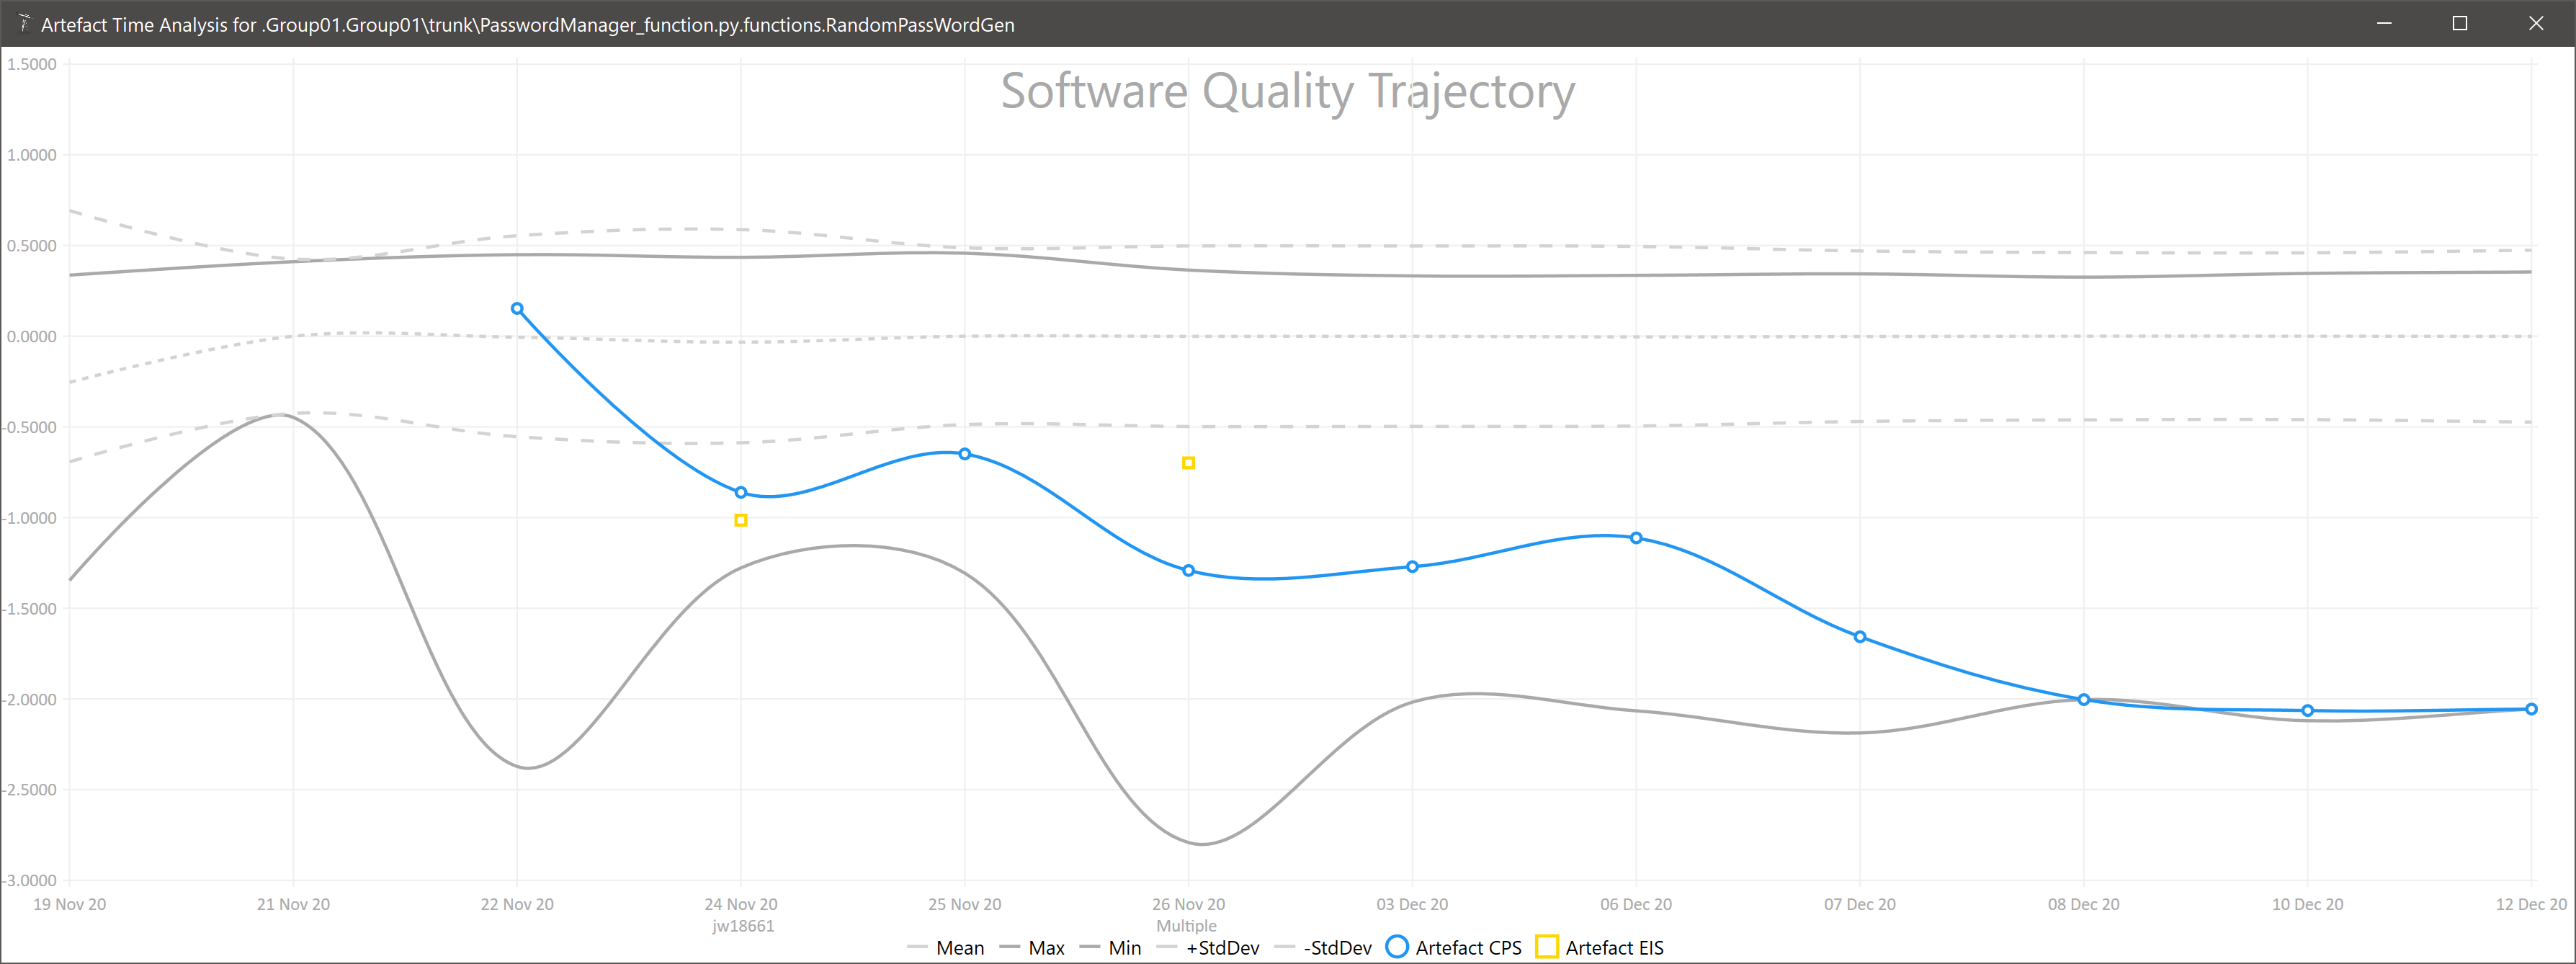 Artefact Time Analysis for .Group01.Group01\trunk\PasswordManager_function.py.functions.RandomPassWordGen
Software Quality Trajectory
1.5000
1.0000
0.5000
0.0000
-0.5000
-1.0000
-1.5000
-2.0000
-2.5000
-3.0000
19 Nov 20 21 Nov 20 22 Nov 20 24 Nov 20 25 Nov 20 26 Nov 20 03 Dec 20 06 Dec 20 07 Dec 20 08 Dec 20 10 Dec 20 12 Dec 20
jw18661 Multiple
Mean Max Min +StdDev -StdDev Artefact CPS Artefact EIS